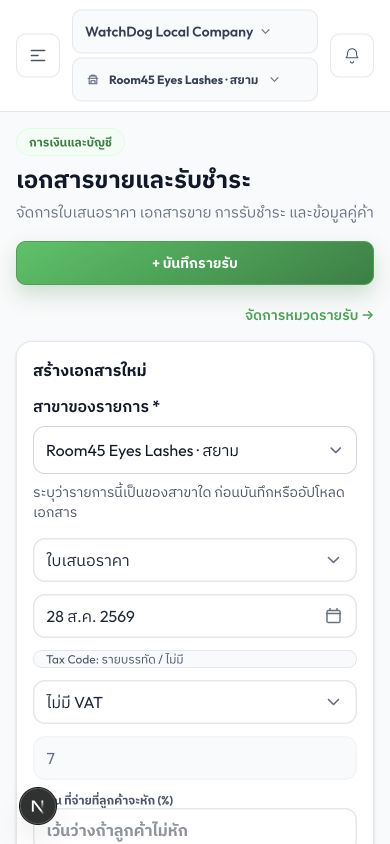 WatchDog Local Company
Room45 Eyes Lashes · สยาม
การเงินและบัญชี
เอกสารขายและรับชำระ
จัดการใบเสนอราคา เอกสารขาย การรับชำระ และข้อมูลคู่ค้า
+ บันทึกรายรับ
จัดการหมวดรายรับ →
สร้างเอกสารใหม่
สาขาของรายการ *
Room45 Eyes Lashes · สยาม
ระบุว่ารายการนี้เป็นของสาขาใด ก่อนบันทึกหรืออัปโหลด
เอกสาร
ใบเสนอราคา
28 ส.ค. 2569
Tax Code: รายบรรทัด / ไม่มี
ไม่มี VAT
7
ที่จ่ายที่ลูกค้าจะหัก (%)
N
เว้นว่างถ้าลูกค้าไม่หัก